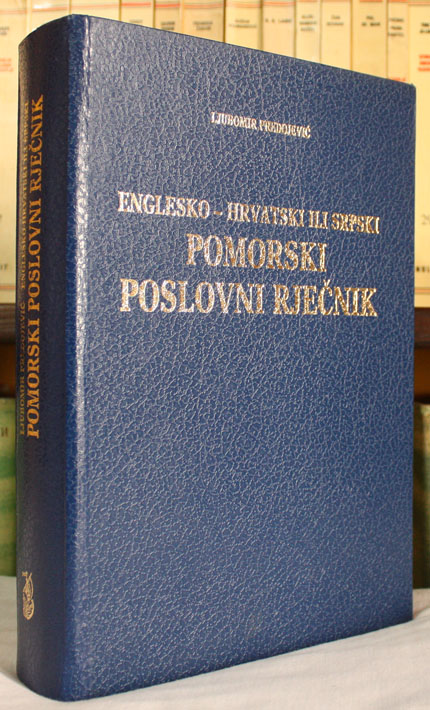 LJUBOMIR PREDOJEVIĆ
ENGLESKO – HRVATSKI ILI SRPSKI
POMORSKI
POSLOVNI RJEČNIK
LJUBOMIR PREDOJEVIĆ ENGLESKO-HRVATSKI ILI SRPSKI
POMORSKI POSLOVNI RJEČNIK